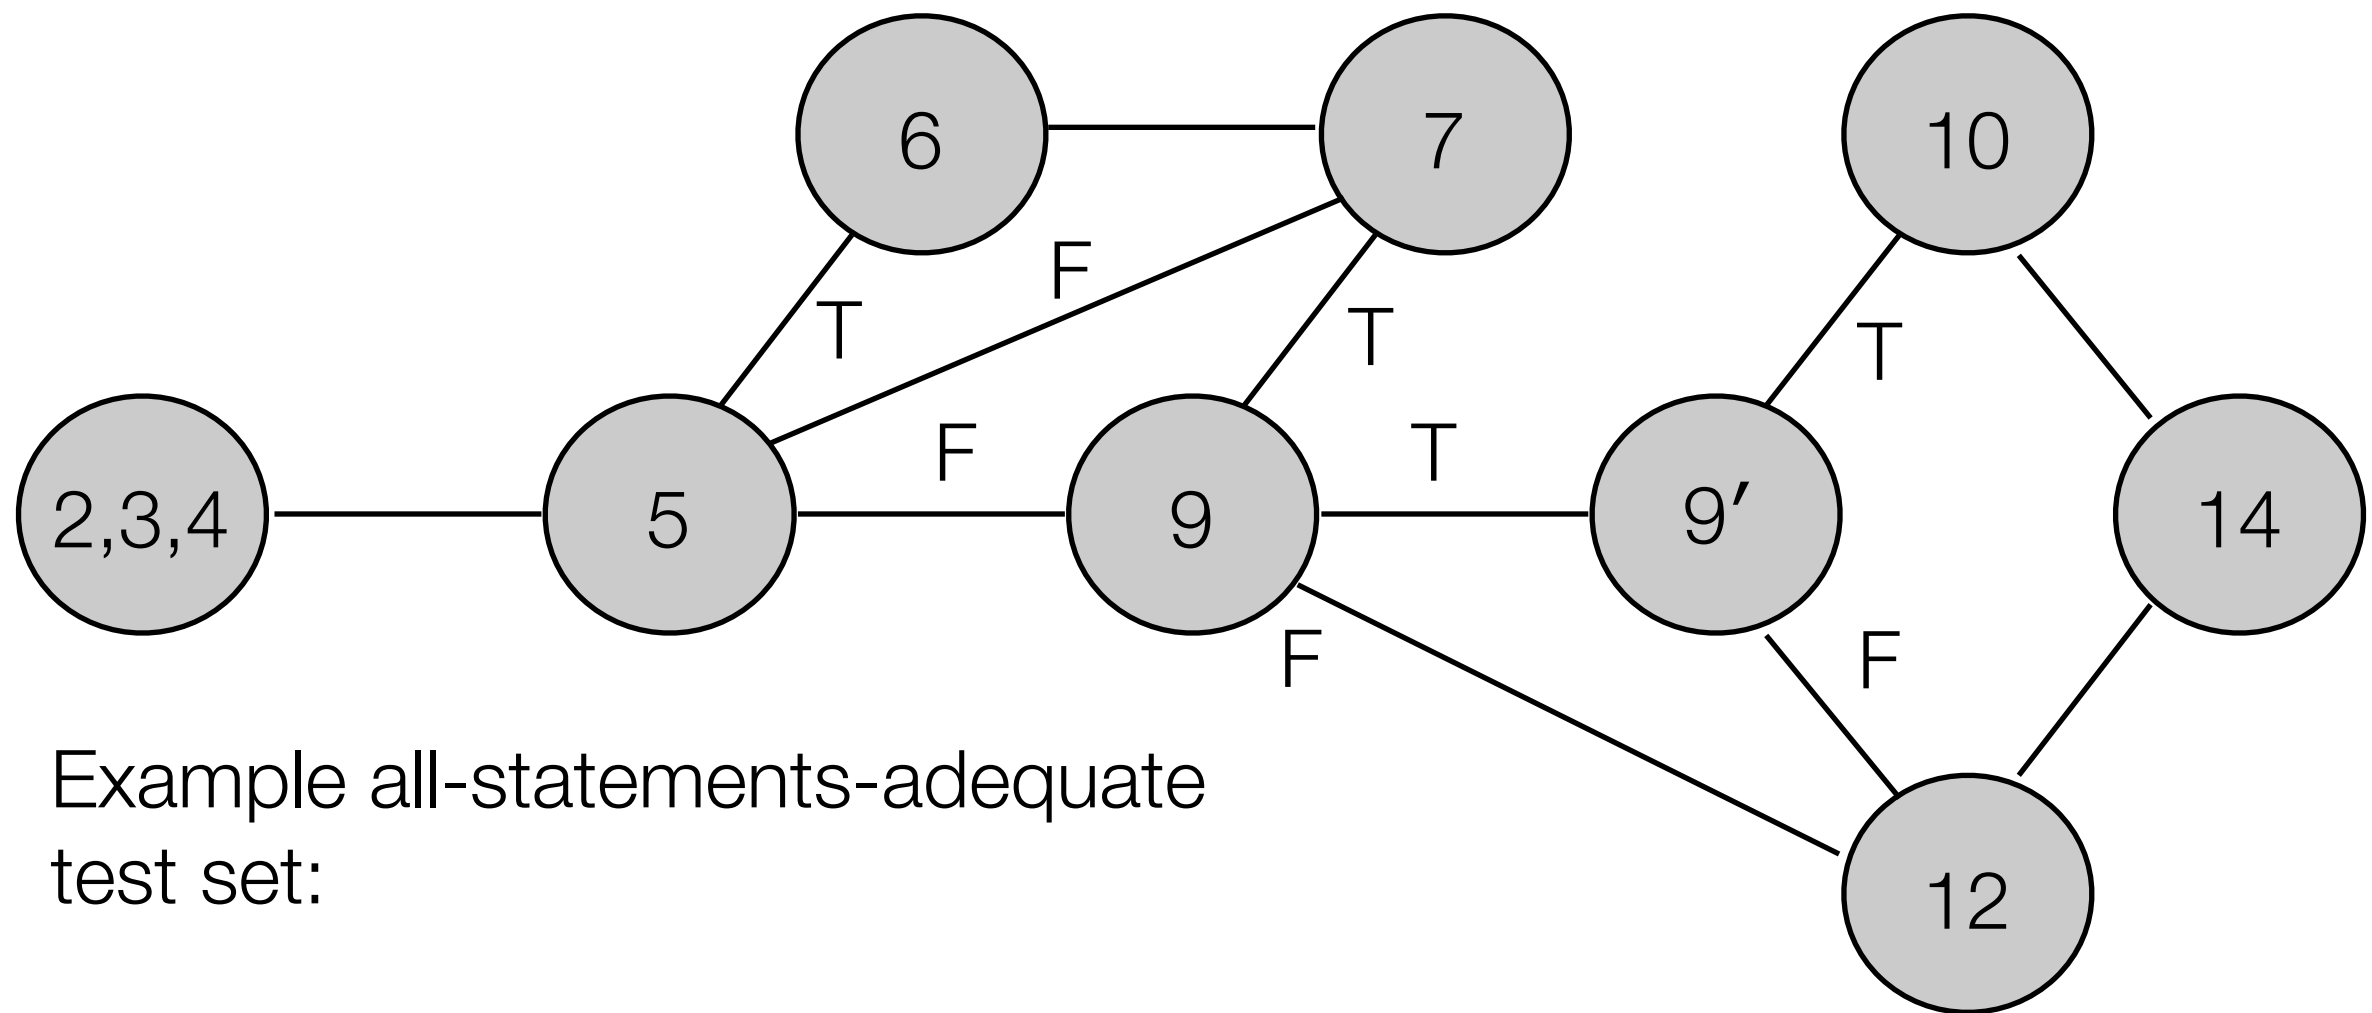 6
7
10
F
T
T
T
F
T
2,3,4
5
9
9′
14
F
F
Example all-statements-adequate
test set:
12